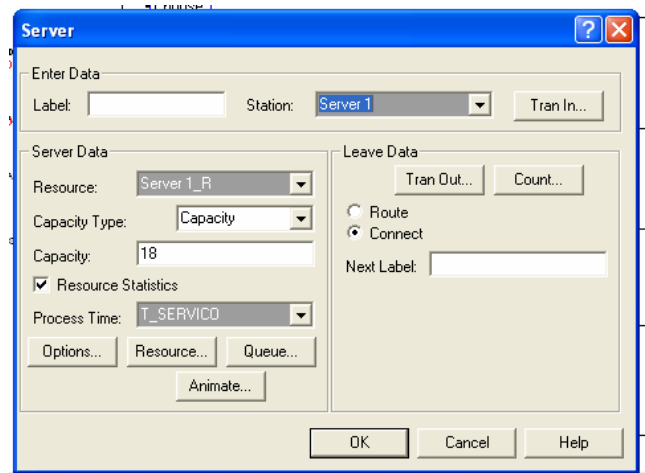 Server
Enter Data
Label:
Station: Server 1
Tran In...
Server Data
Resource: Server 1_R
Capacity Type: Capacity
Capacity: 18
Resource Statistics
Process Time: T_SERVICO
Options... Resource... Queue...
Animate...
Leave Data
Tran Out... Count...
Route
Connect
Next Label:
OK Cancel Help